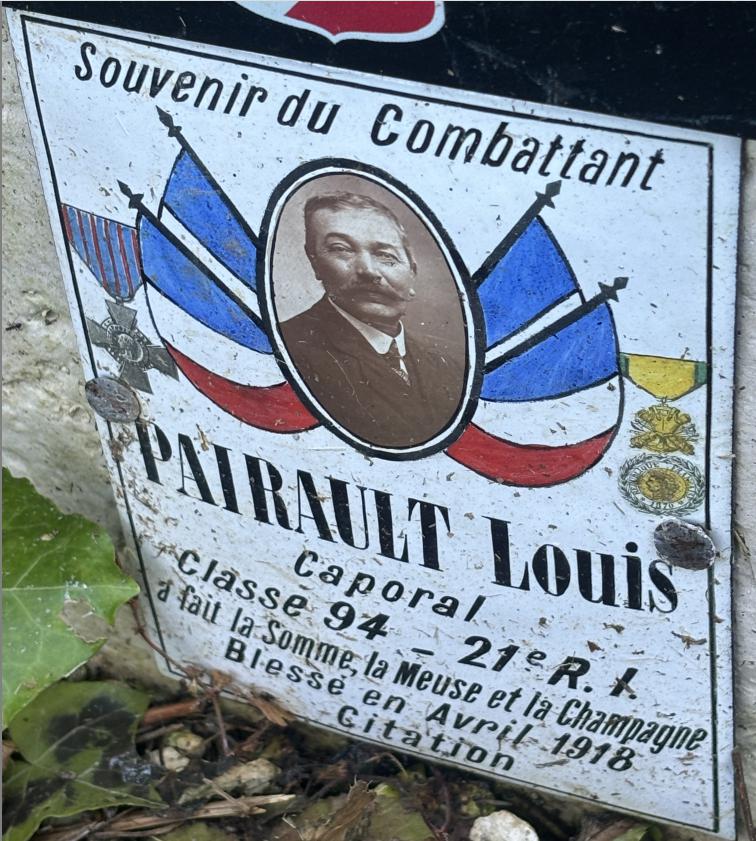 Souvenir du Combattant
PAIRAULT Louis
Caporal
Classe 94 - 21e R. I.
a fait la Somme, la Meuse et la Champagne
Blessé en Avril 1918
Citation